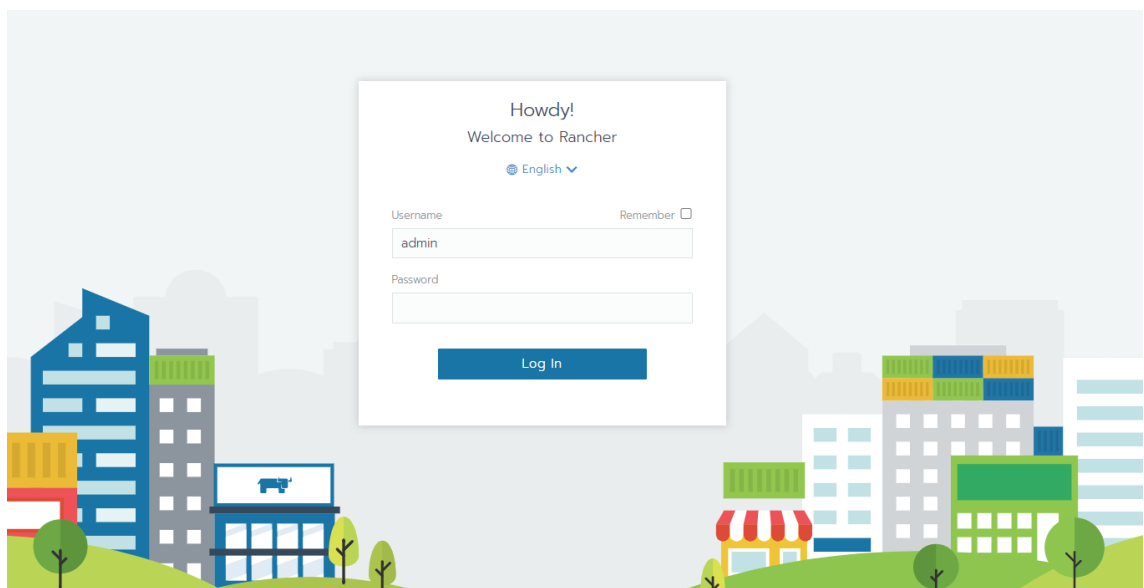 Howdy!
Welcome to Rancher
English
Username
Remember
admin
Password
Log In